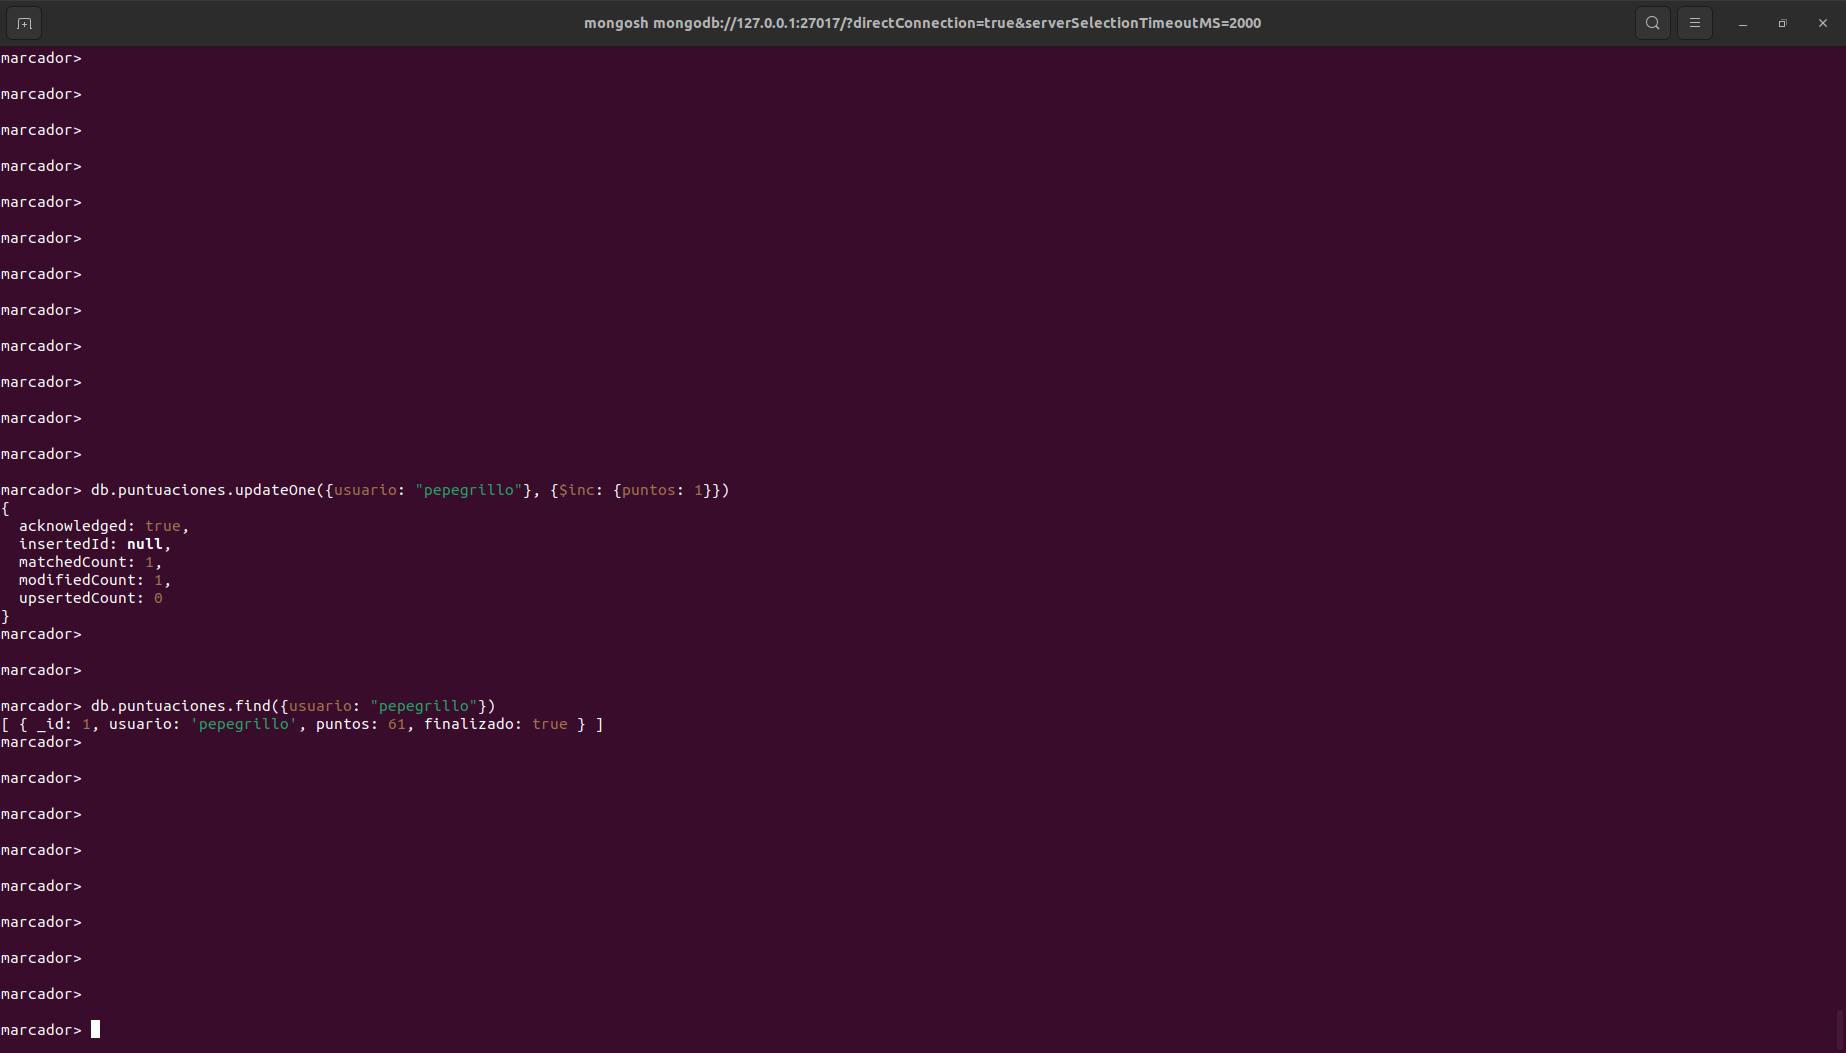 mongosh mongodb://127.0.0.1:27017/?directConnection=true&serverSelectionTimeoutMS=2000
marcador>
marcador>
marcador>
marcador>
marcador>
marcador>
marcador>
marcador>
marcador>
marcador>
marcador>
marcador>
marcador> db.puntuaciones.updateOne({usuario: "pepegrillo"}, {$inc: {puntos: 1}})
{
  acknowledged: true,
  insertedId: null,
  matchedCount: 1,
  modifiedCount: 1,
  upsertedCount: 0
}
marcador>
marcador>
marcador> db.puntuaciones.find({usuario: "pepegrillo"})
[ { _id: 1, usuario: 'pepegrillo', puntos: 61, finalizado: true } ]
marcador>
marcador>
marcador>
marcador>
marcador>
marcador>
marcador>
marcador>
marcador>